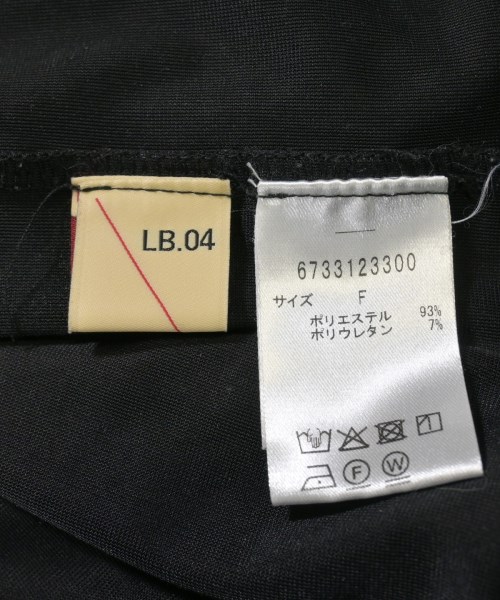 LB.04
6733123300
サイズ F
ポリエステル 93%
ポリウレタン 7%
F W